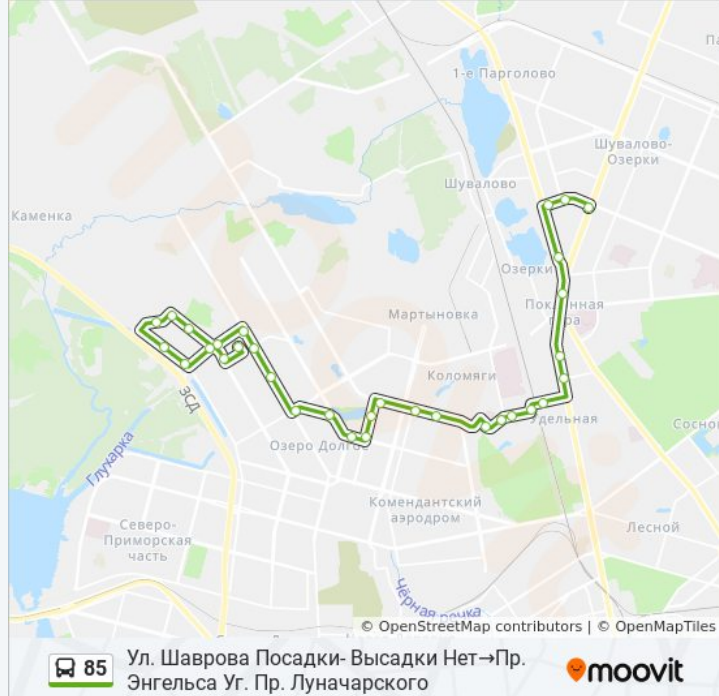 1-е Парголово
Па
Шувалово-
Озерки
Шувалово
Каменка
Озерки
Поклонная
гора
Мартыновка
Коломяги
ЗСД
Удельная
Сосно
Озеро Долгое
Глухарка
Комендантский
аэродром
Северо-
Приморская
часть
Лесной
Чёрная речка
© OpenStreetMap contributors | © OpenMapTiles
85
Ул. Шаврова Посадки- Высадки Нет→Пр.
Энгельса Уг. Пр. Луначарского
moovit